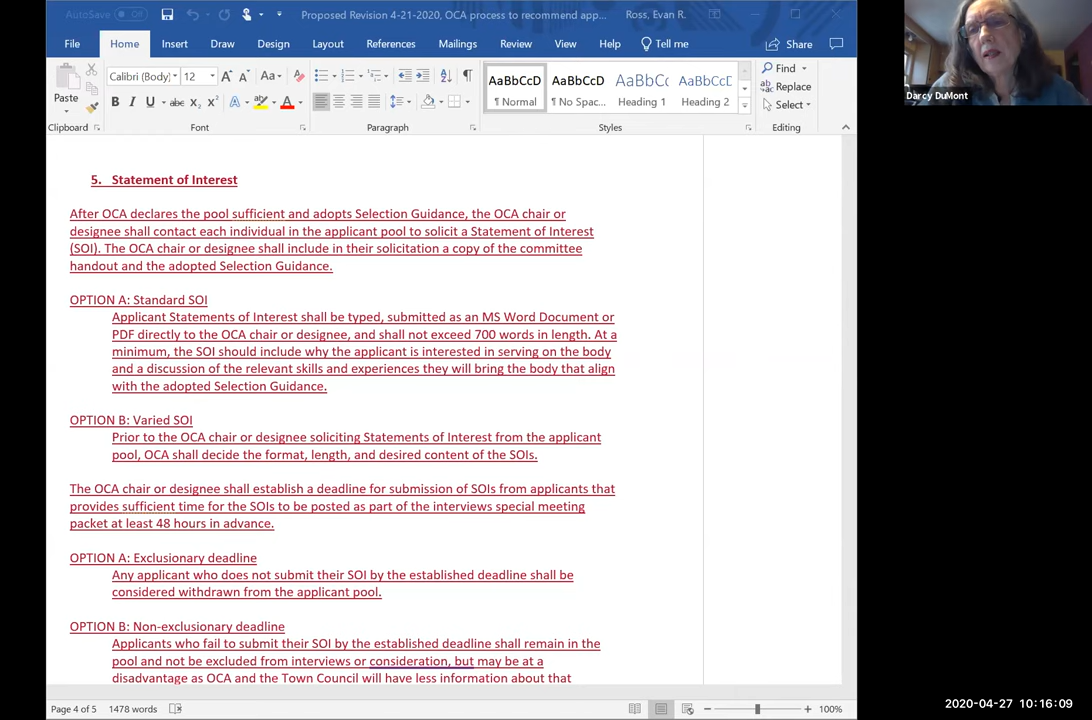 AutoSave Off Proposed Revision 4-21-2020, OCA process to recommend app... Ross, Evan R.
File Home Insert Draw Design Layout References Mailings Review View Help Tell me Share
Paste Calibri (Body) 12 Aa
B I U abc x2 x2 A A
AaBbCcD AaBbCcD AaBbCc AaBbCcD
¶ Normal ¶ No Spac... Heading 1 Heading 2
Find
Replace
Select
Clipboard Font Paragraph Styles Editing
Darcy DuMont
5. Statement of Interest
After OCA declares the pool sufficient and adopts Selection Guidance, the OCA chair or
designee shall contact each individual in the applicant pool to solicit a Statement of Interest
(SOI). The OCA chair or designee shall include in their solicitation a copy of the committee
handout and the adopted Selection Guidance.
OPTION A: Standard SOI
Applicant Statements of Interest shall be typed, submitted as an MS Word Document or
PDF directly to the OCA chair or designee, and shall not exceed 700 words in length. At a
minimum, the SOI should include why the applicant is interested in serving on the body
and a discussion of the relevant skills and experiences they will bring the body that align
with the adopted Selection Guidance.
OPTION B: Varied SOI
Prior to the OCA chair or designee soliciting Statements of Interest from the applicant
pool, OCA shall decide the format, length, and desired content of the SOIs.
The OCA chair or designee shall establish a deadline for submission of SOIs from applicants that
provides sufficient time for the SOIs to be posted as part of the interviews special meeting
packet at least 48 hours in advance.
OPTION A: Exclusionary deadline
Any applicant who does not submit their SOI by the established deadline shall be
considered withdrawn from the applicant pool.
OPTION B: Non-exclusionary deadline
Applicants who fail to submit their SOI by the established deadline shall remain in the
pool and not be excluded from interviews or consideration, but may be at a
disadvantage as OCA and the Town Council will have less information about that
Page 4 of 5 1478 words 100%
2020-04-27 10:16:09